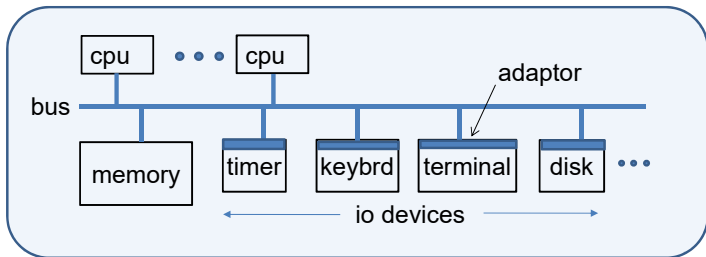 cpu
cpu
adaptor
bus
memory
timer
keybrd
terminal
disk
io devices